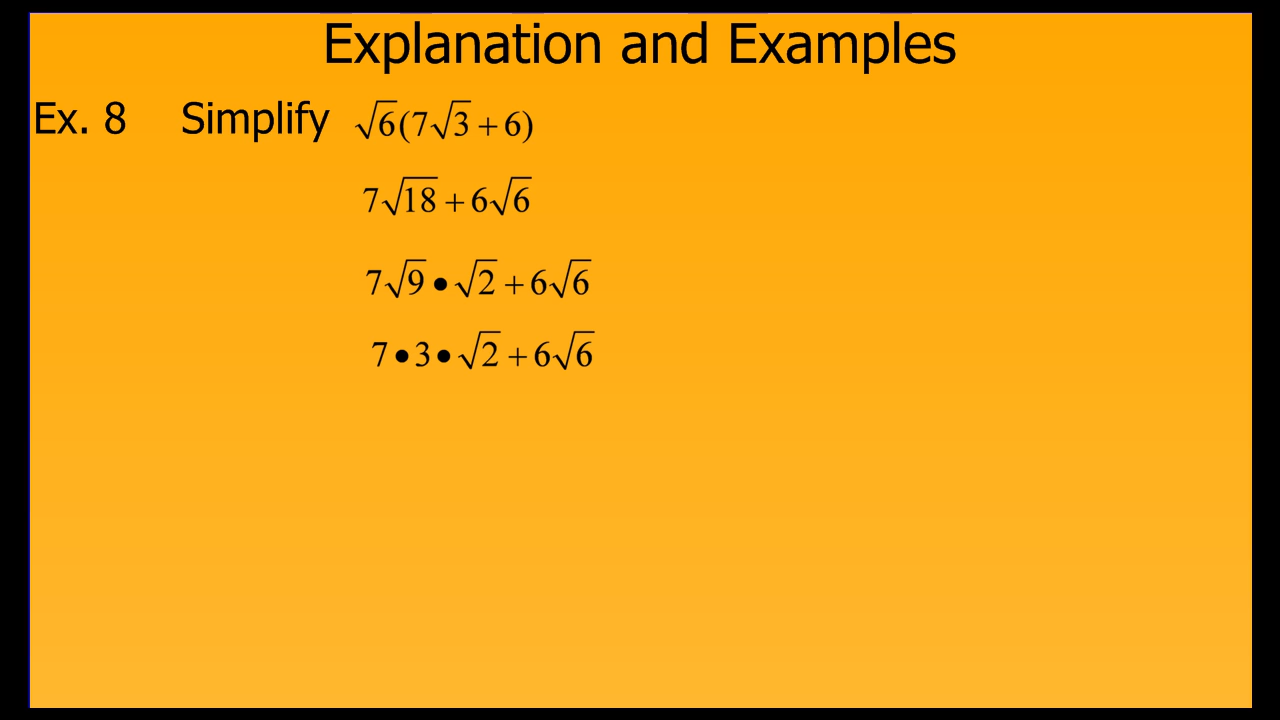 Explanation and Examples
Ex. 8 Simplify √6(7√3 + 6)
7√18 + 6√6
7√9 • √2 + 6√6
7 • 3 • √2 + 6√6